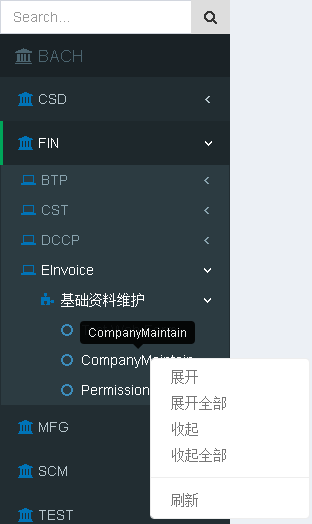 Search...
BACH
CSD
FIN
BTP
CST
DCCP
EInvoice
基础资料维护
CompanyMaintain
CompanyMaintain
Permission
展开
展开全部
收起
收起全部
MFG
SCM
刷新
TEST